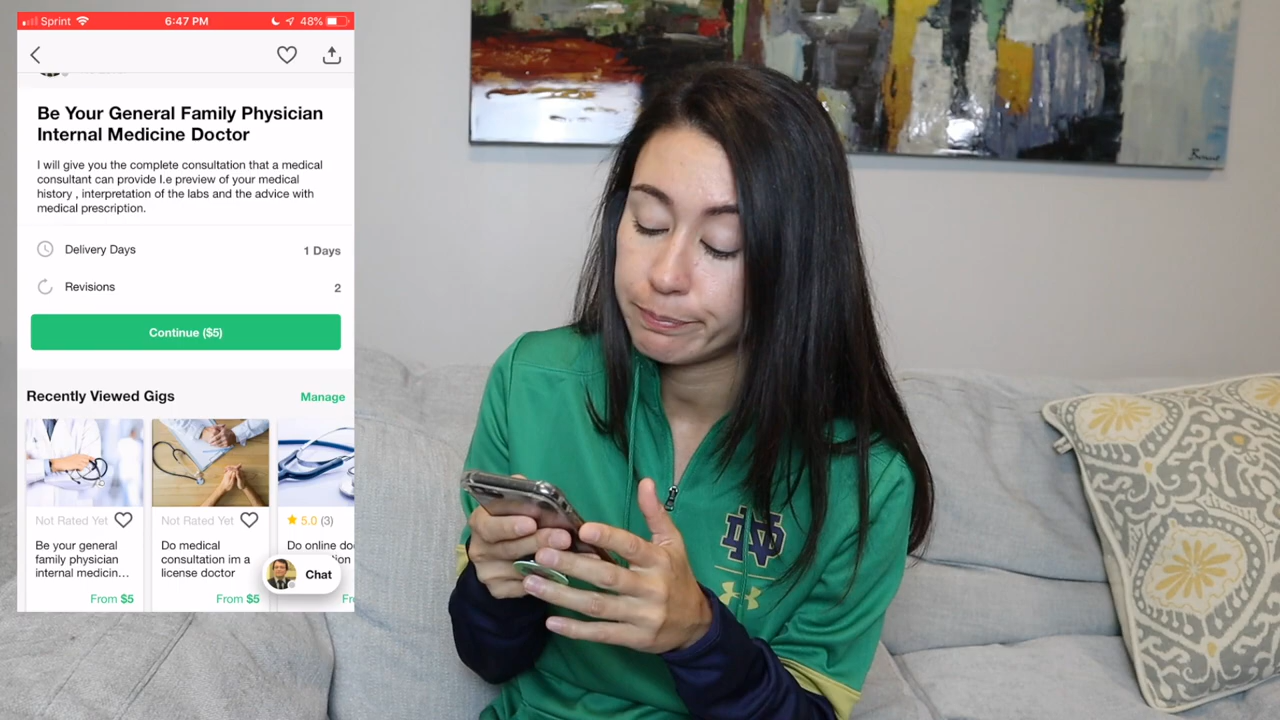 Sprint 6:47 PM 48%
Be Your General Family Physician
Internal Medicine Doctor
I will give you the complete consultation that a medical
consultant can provide I.e preview of your medical
history , interpretation of the labs and the advice with
medical prescription.
Delivery Days 1 Days
Revisions 2
Continue ($5)
Recently Viewed Gigs Manage
Not Rated Yet Not Rated Yet 5.0 (3)
Be your general Do medical Do online do
family physician consultation im a
internal medicin... license doctor
Chat
From $5 From $5
ND